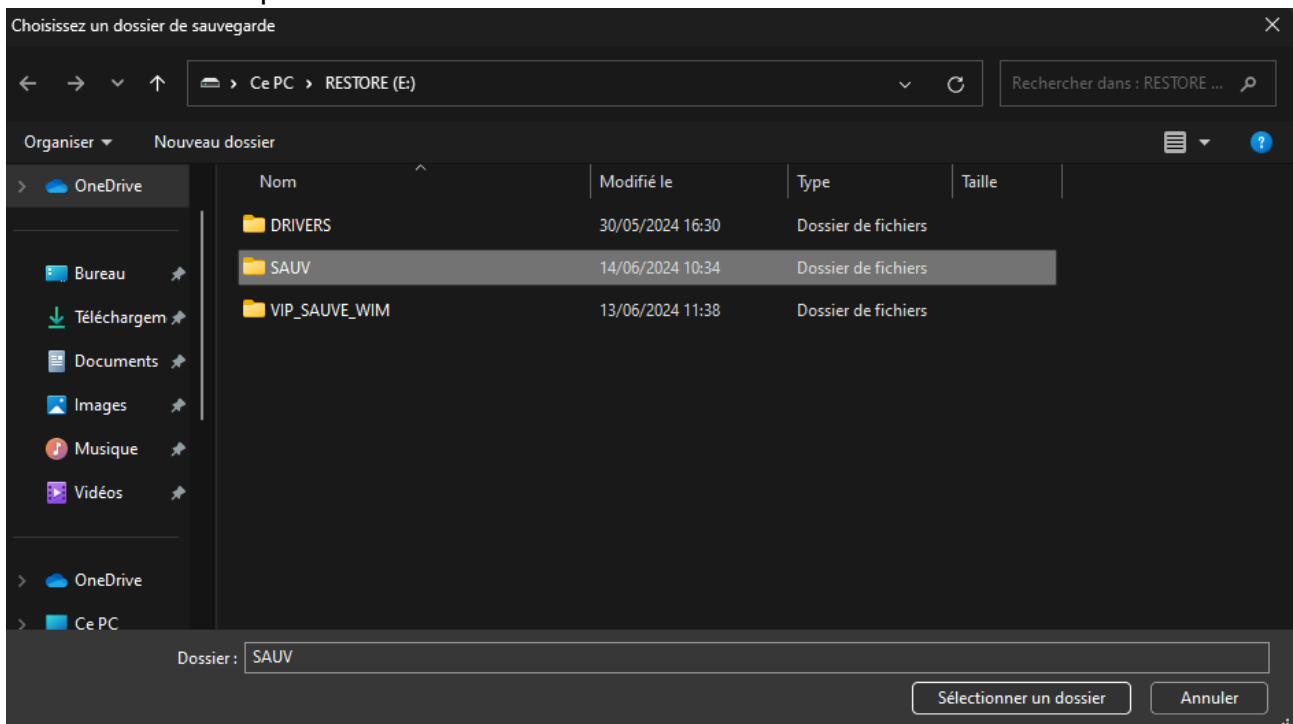 Choisissez un dossier de sauvegarde
Ce PC > RESTORE (E:)
Rechercher dans : RESTORE ...
Organiser
Nouveau dossier
OneDrive
Nom
Modifié le
Type
Taille
DRIVERS
30/05/2024 16:30
Dossier de fichiers
Bureau
SAUV
14/06/2024 10:34
Dossier de fichiers
Téléchargem
VIP_SAUVE_WIM
13/06/2024 11:38
Dossier de fichiers
Documents
Images
Musique
Vidéos
OneDrive
Ce PC
Dossier : SAUV
Sélectionner un dossier
Annuler